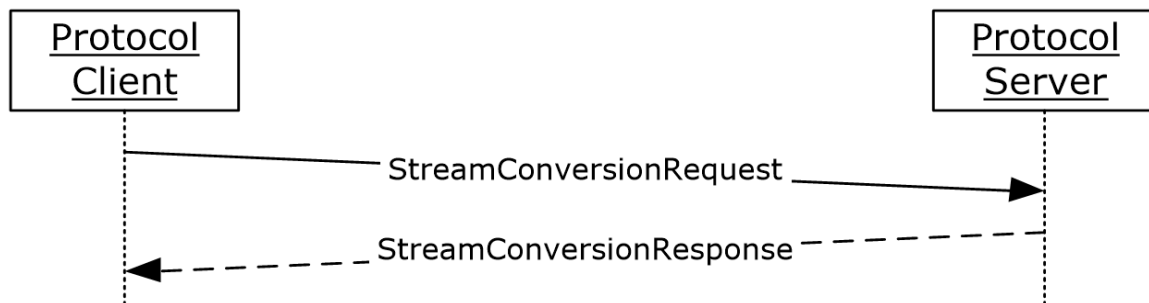 Protocol
Client
Protocol
Server
StreamConversionRequest
StreamConversionResponse